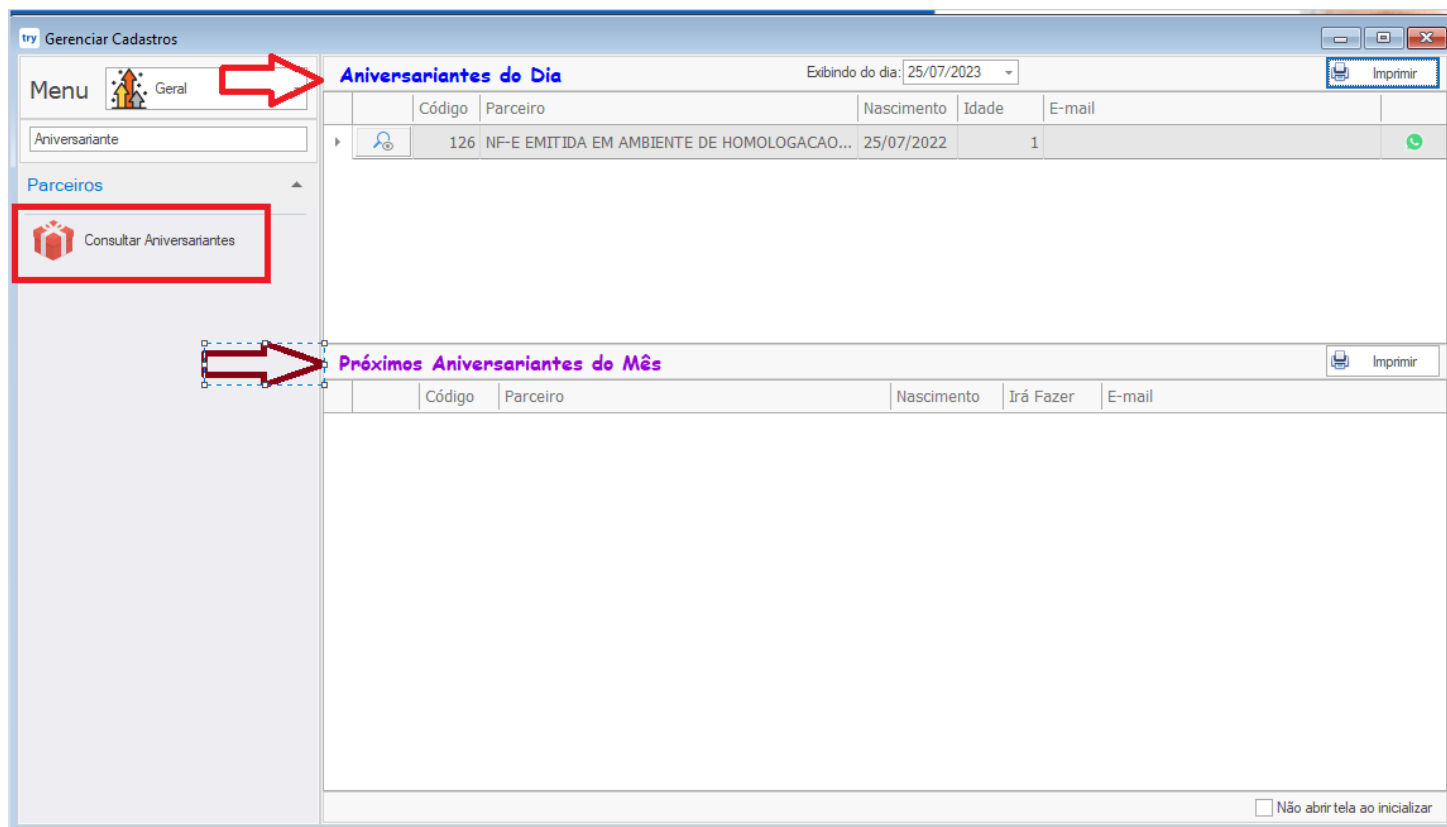 try Gerenciar Cadastros
Menu Geral
Aniversariante
Parceiros
Consultar Aniversariantes
Aniversariantes do Dia Exibindo do dia: 25/07/2023 Imprimir
Código Parceiro Nascimento Idade E-mail
126 NF-E EMITIDA EM AMBIENTE DE HOMOLOGACAO... 25/07/2022 1
Próximos Aniversariantes do Mês Imprimir
Código Parceiro Nascimento Irá Fazer E-mail
Não abrir tela ao inicializar